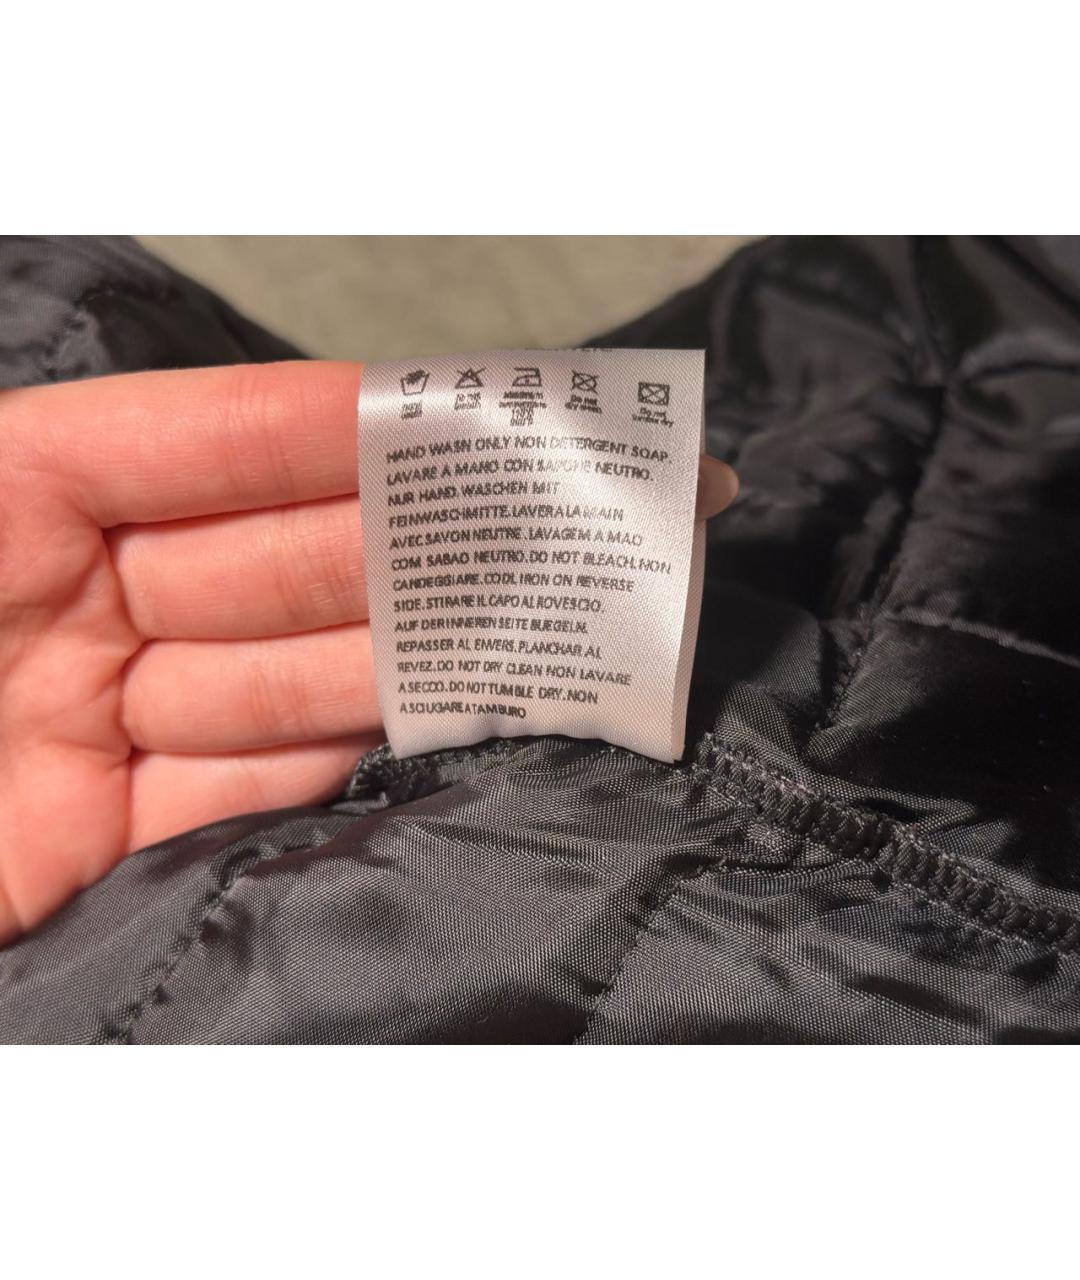 Do not
HAND WASN ONLY NON DETERGENT SOAP.
LAVARE A MANO CON SAPONE NEUTRO.
NUR HAND.WASCHEN MIT
FEINWASCHMITTE.LAVER A LA MAIN
AVEC SAVON NEUTRE.LAVAGEM A MAO
COM SABAO NEUTRO.DO NOT BLEACH.NON
CANDEGGIARE.COOL IRON ON REVERSE
SIDE.STIRARE IL CAPO AL ROVESCIO.
AUF DER INNEREN SEITE BUEGELN.
REPASSER AL ENVERS.PLANCHAR AL
REVEZ.DO NOT DRY CLEAN NON LAVARE
A SECCO.DO NOT TUMBLE DRY.NON
ASCIUGARE A TAMBURO